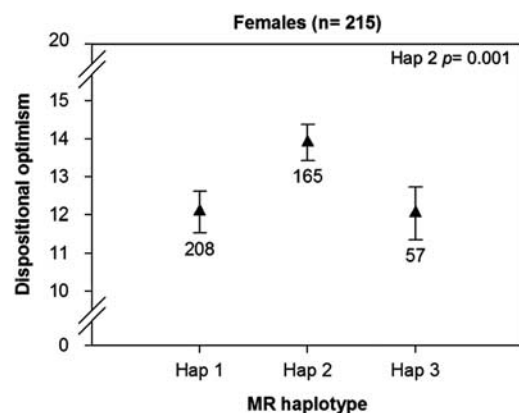 Females (n= 215)
Hap 2 p= 0.001
Dispositional optimism
20
15
14
13
12
11
10
0
208
165
57
Hap 1 Hap 2 Hap 3
MR haplotype